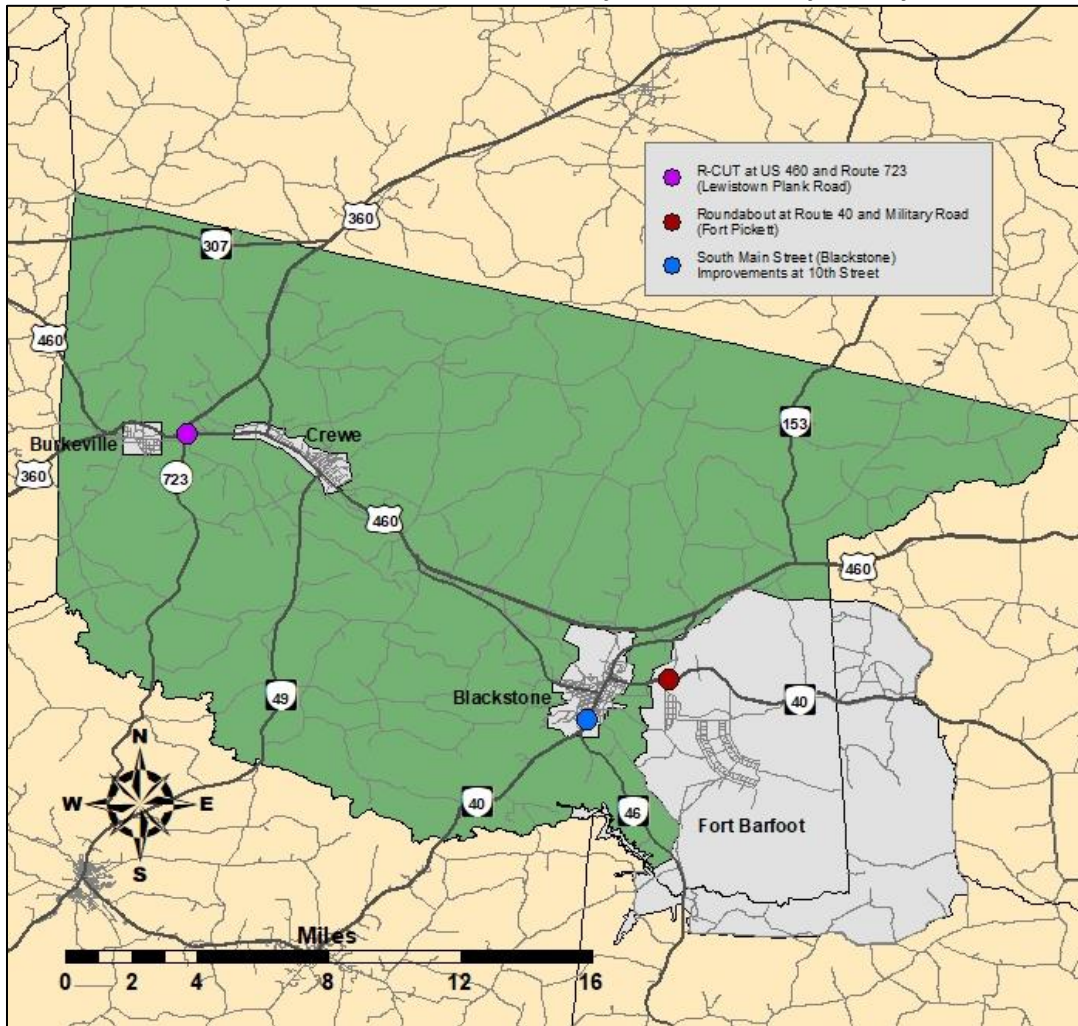 R-CUT at US 460 and Route 723
(Lewistown Plank Road)
Roundabout at Route 40 and Military Road
(Fort Pickett)
South Main Street (Blackstone)
Improvements at 10th Street
360
307
460
153
Burkeville
Crewe
360
723
460
460
49
Blackstone
40
N
W E
S
40
46
Fort Barfoot
Miles
0 2 4 8 12 16